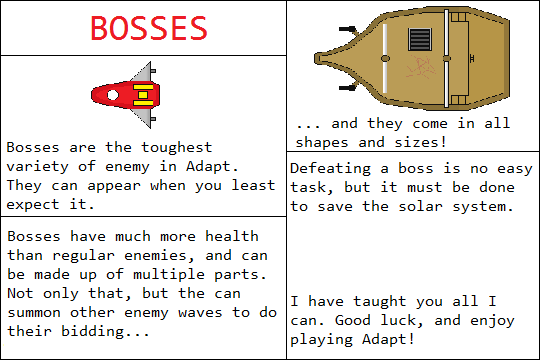 BOSSES
Bosses are the toughest
variety of enemy in Adapt.
They can appear when you least
expect it.
Bosses have much more health
than regular enemies, and can
be made up of multiple parts.
Not only that, but the can
summon other enemy waves to do
their bidding...
... and they come in all
shapes and sizes!
Defeating a boss is no easy
task, but it must be done
to save the solar system.
I have taught you all I
can. Good luck, and enjoy
playing Adapt!